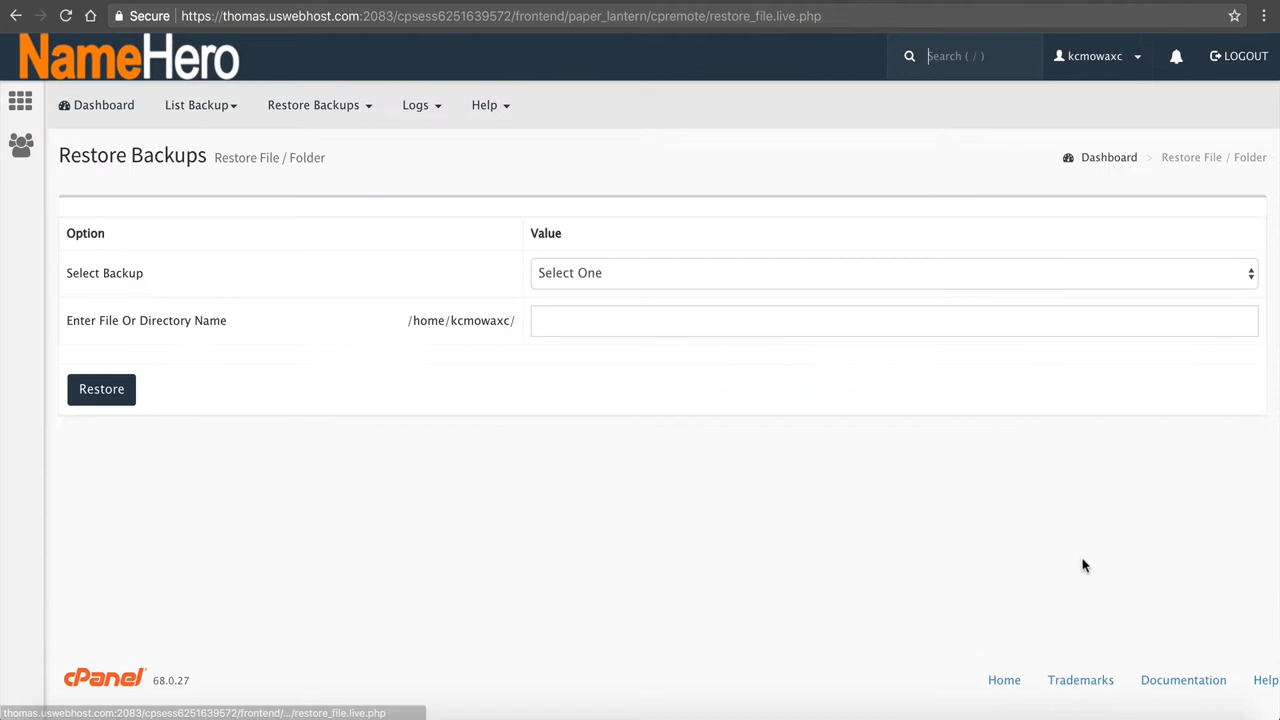 Secure https://thomas.uswebhost.com:2083/cpsess6251639572/frontend/paper_lantern/cpremote/restore_file.live.php
NameHero
Search ( / )
kcmowaxc
LOGOUT
Dashboard List Backup Restore Backups Logs Help
Restore Backups Restore File / Folder
Dashboard > Restore File / Folder
Option Value
Select Backup Select One
Enter File Or Directory Name /home/kcmowaxc/
Restore
cPanel 68.0.27
Home Trademarks Documentation Help
thomas.uswebhost.com:2083/cpsess6251639572/frontend/.../restore_file.live.php